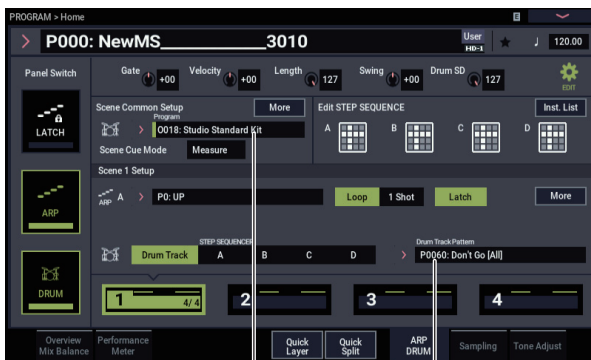 PROGRAM > Home
E
P000: NewMS__________3010
User
HD-1
♩ 120.00
Panel Switch
Gate +00 Velocity +00 Length 127 Swing +00 Drum SD 127
EDIT
LATCH
Scene Common Setup More
Program
O018: Studio Standard Kit
Scene Cue Mode Measure
Edit STEP SEQUENCE Inst. List
A B C D
Scene 1 Setup
ARP
ARP A > P0: UP Loop 1 Shot Latch More
STEP SEQUENCER
Drum Track A B C D
Drum Track Pattern
> P0060: Don't Go [All]
DRUM
1 4/4 2 3 4
Overview
Mix Balance
Performance
Meter
Quick
Layer
Quick
Split
ARP
DRUM
Sampling
Tone Adjust